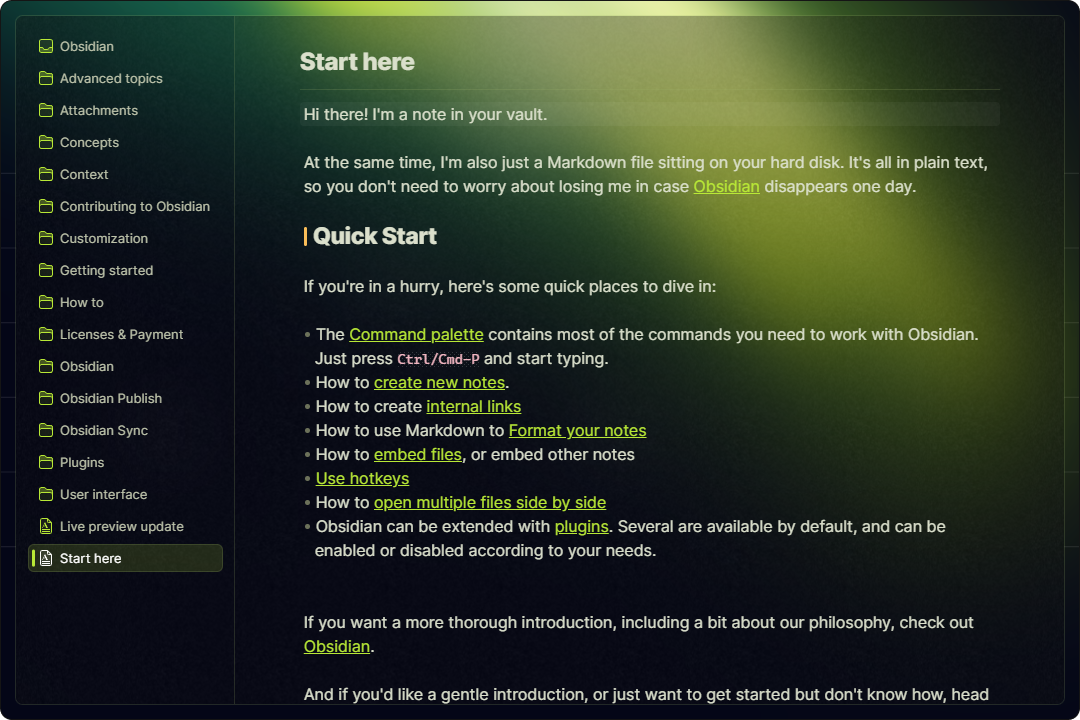 Obsidian
Advanced topics
Attachments
Concepts
Context
Contributing to Obsidian
Customization
Getting started
How to
Licenses & Payment
Obsidian
Obsidian Publish
Obsidian Sync
Plugins
User interface
Live preview update
Start here
Start here
Hi there! I'm a note in your vault.
At the same time, I'm also just a Markdown file sitting on your hard disk. It's all in plain text,
so you don't need to worry about losing me in case Obsidian disappears one day.
Quick Start
If you're in a hurry, here's some quick places to dive in:
• The Command palette contains most of the commands you need to work with Obsidian.
Just press Ctrl/Cmd-P and start typing.
• How to create new notes.
• How to create internal links
• How to use Markdown to Format your notes
• How to embed files, or embed other notes
• Use hotkeys
• How to open multiple files side by side
• Obsidian can be extended with plugins. Several are available by default, and can be
enabled or disabled according to your needs.
If you want a more thorough introduction, including a bit about our philosophy, check out
Obsidian.
And if you'd like a gentle introduction, or just want to get started but don't know how, head